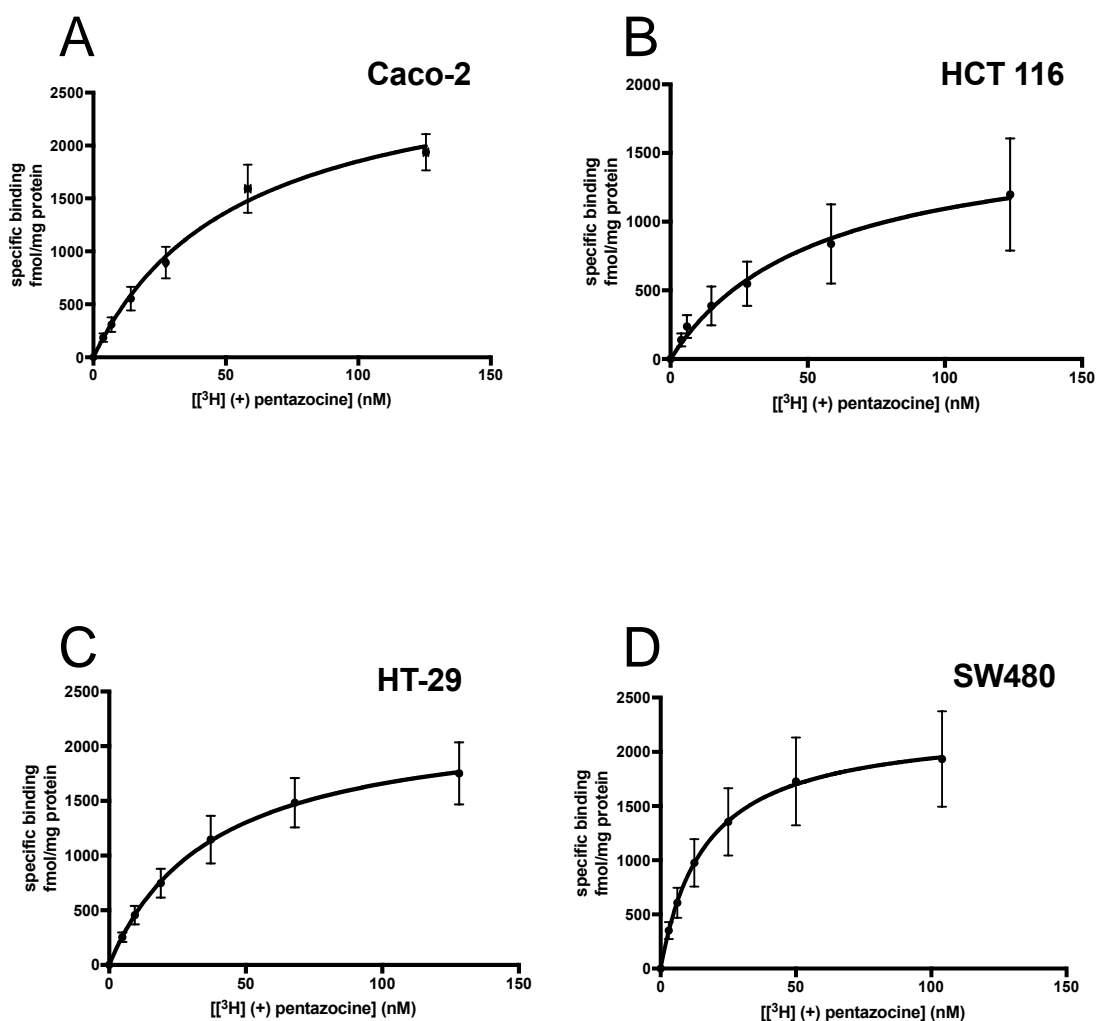 A
Caco-2
2500
2000
1500
1000
500
0
specific binding
fmol/mg protein
0 50 100 150
[[³H] (+) pentazocine] (nM)
B
HCT 116
2000
1500
1000
500
0
specific binding
fmol/mg protein
0 50 100 150
[[³H] (+) pentazocine] (nM)
C
HT-29
2500
2000
1500
1000
500
0
specific binding
fmol/mg protein
0 50 100 150
[[³H] (+) pentazocine] (nM)
D
SW480
2500
2000
1500
1000
500
0
specific binding
fmol/mg protein
0 50 100 150
[[³H] (+) pentazocine] (nM)